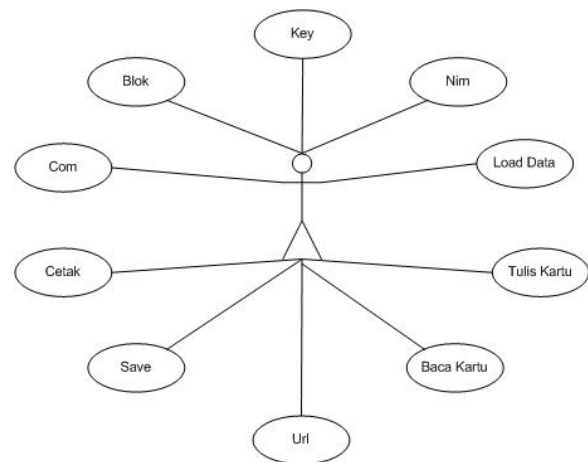 Key
Blok
Nim
Com
Load Data
Cetak
Tulis Kartu
Save
Baca Kartu
Url